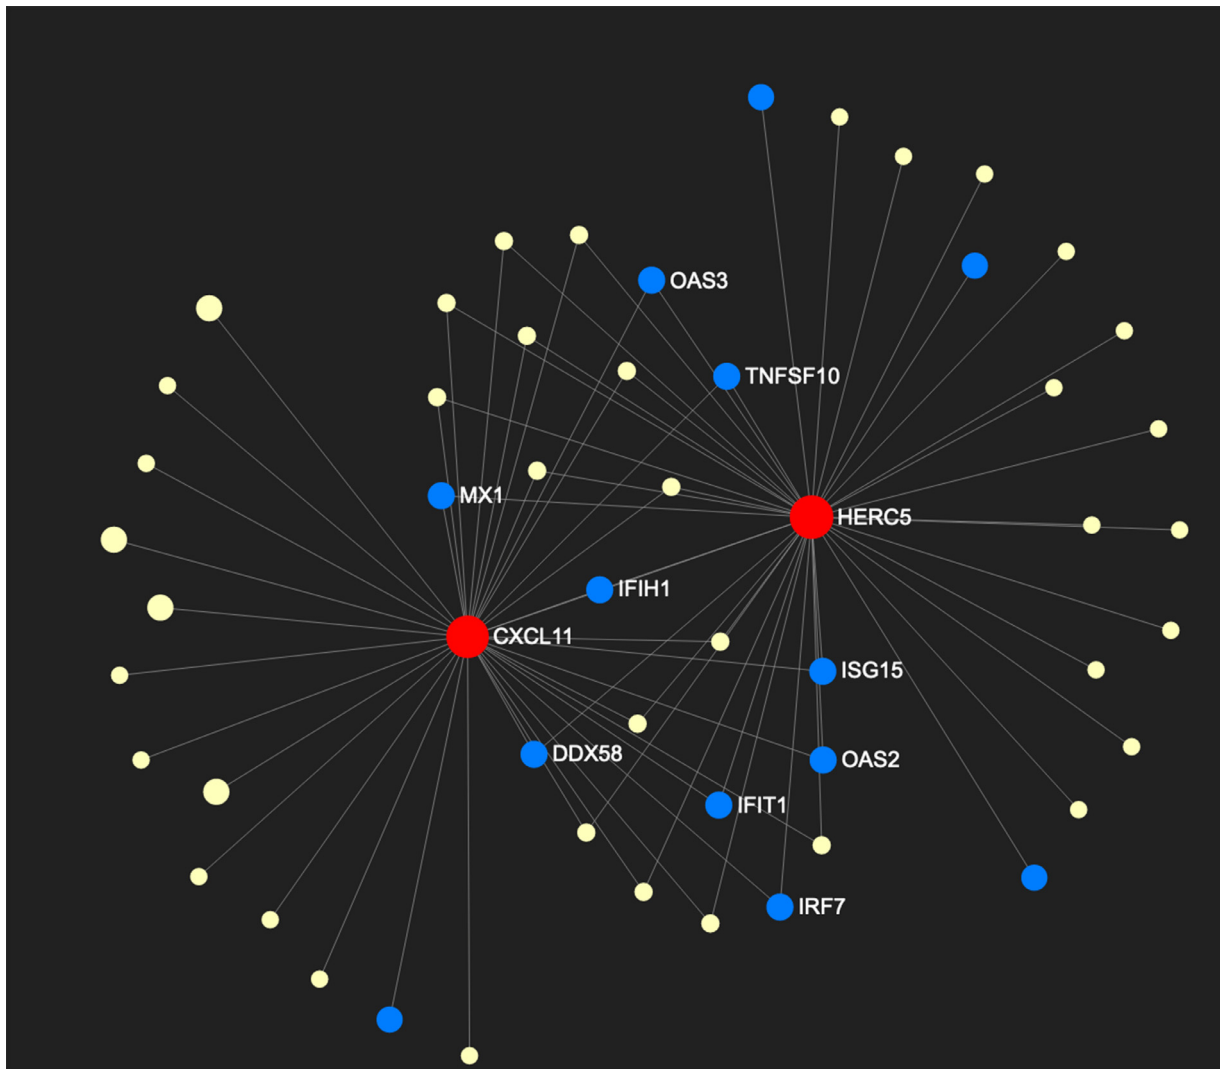 OAS3
TNFSF10
MX1
HERC5
IFIH1
CXCL11
ISG15
DDX58
OAS2
IFIT1
IRF7